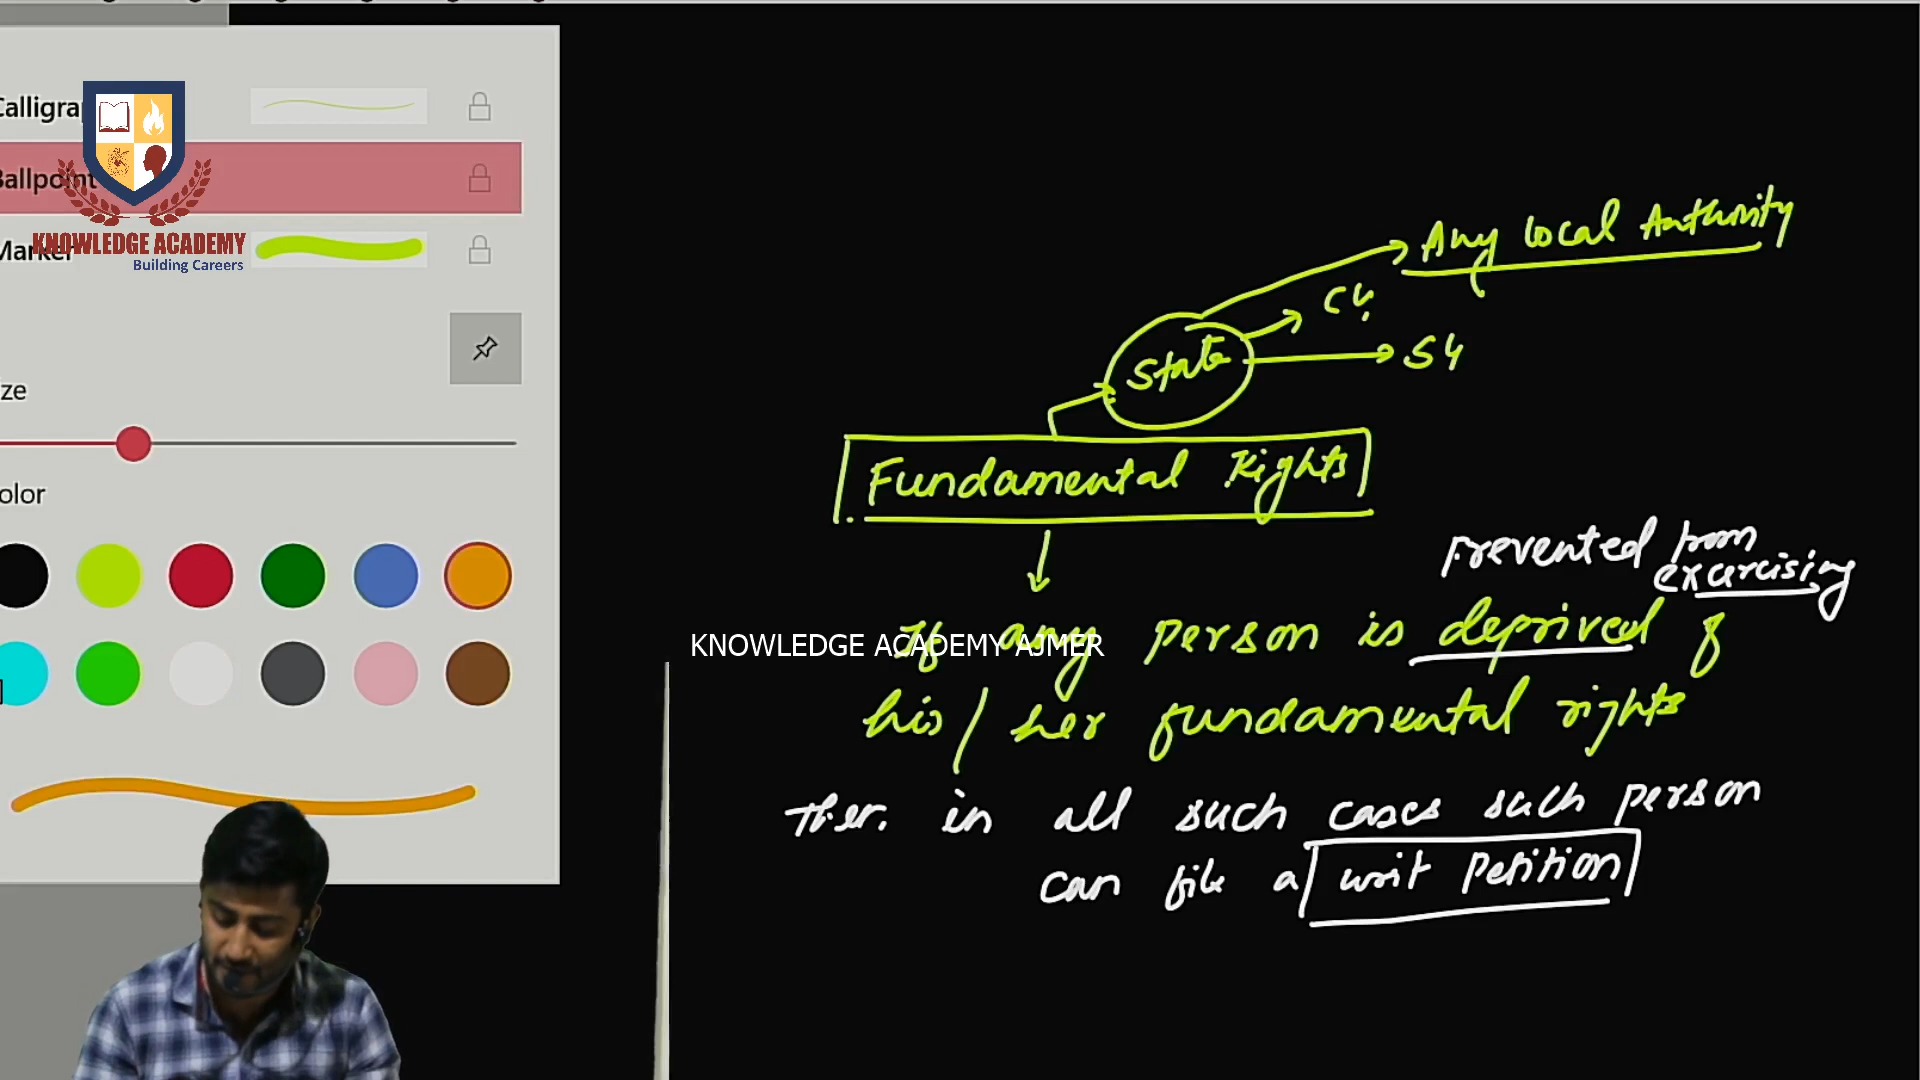 Calligra
Ballpoint
Marker
KNOWLEDGE ACADEMY
Building Careers
ze
olor
Any Local Authority
CG
SG
State
Fundamental Rights
prevented from
exercising
KNOWLEDGE ACADEMY AJMER
If any person is deprived of
his/her fundamental rights
Then in all such cases such person
can file a writ petition